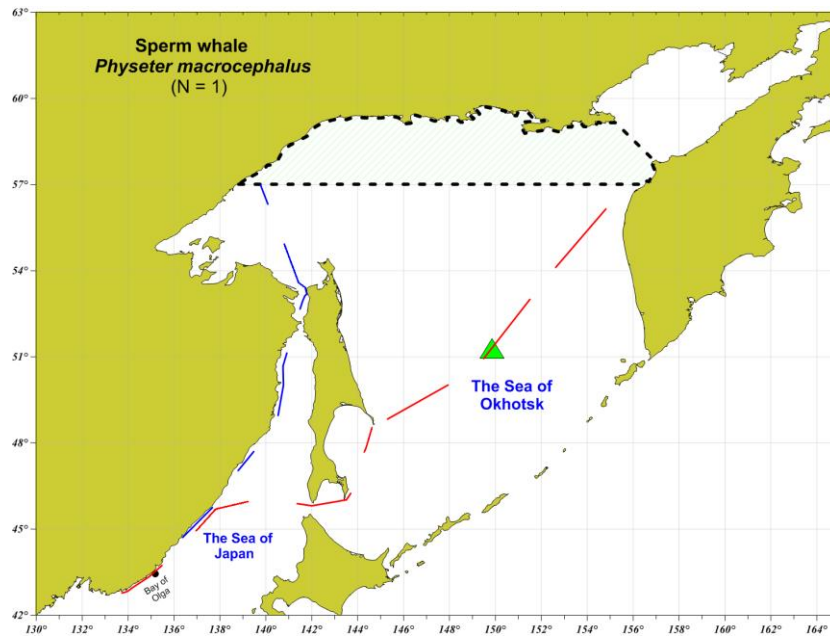 Sperm whale
Physeter macrocephalus
(N = 1)
63°
60°
57°
54°
51°
The Sea of
Okhotsk
48°
45°
The Sea of
Japan
Bay of
Olga
42°
130° 132° 134° 136° 138° 140° 142° 144° 146° 148° 150° 152° 154° 156° 158° 160° 162° 164°